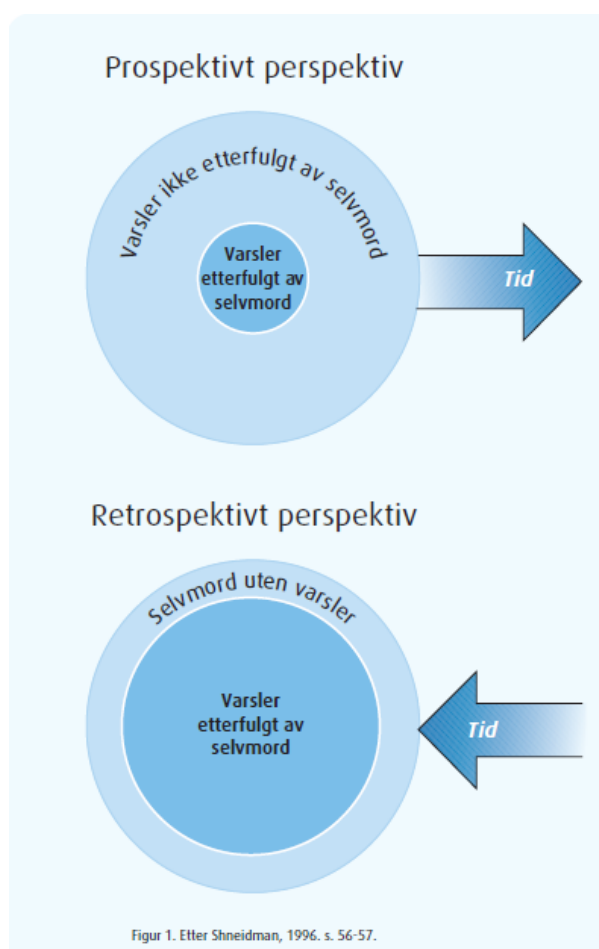 Prospektivt perspektiv
Varsler ikke etterfulgt av selvmord
Varsler
etterfulgt av
selvmord
Tid
Retrospektivt perspektiv
Selvmord uten varsler
Varsler
etterfulgt av
selvmord
Tid
Figur 1. Etter Shneidman, 1996. s. 56-57.